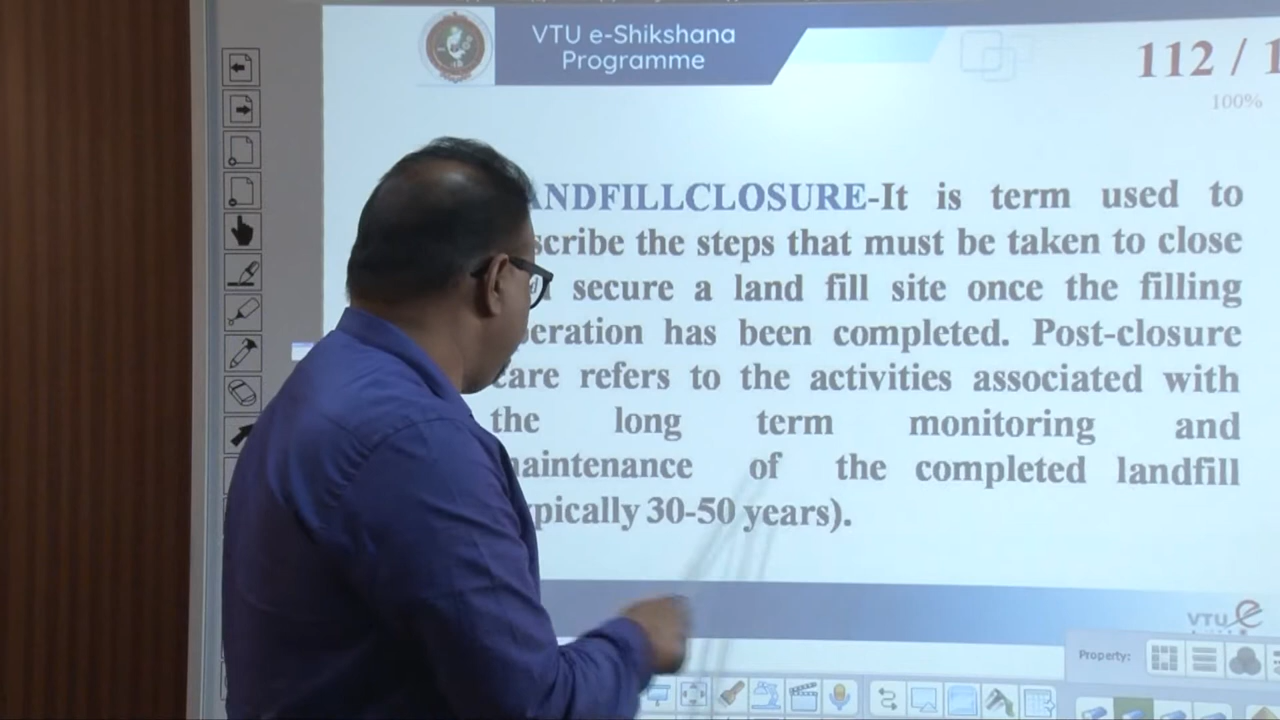 VTU e-Shikshana
Programme
112 / 1
100%
ANDFILLCLOSURE-It is term used to
scribe the steps that must be taken to close
secure a land fill site once the filling
eration has been completed. Post-closure
care refers to the activities associated with
the long term monitoring and
aintenance of the completed landfill
pically 30-50 years).
VTU e
Property: